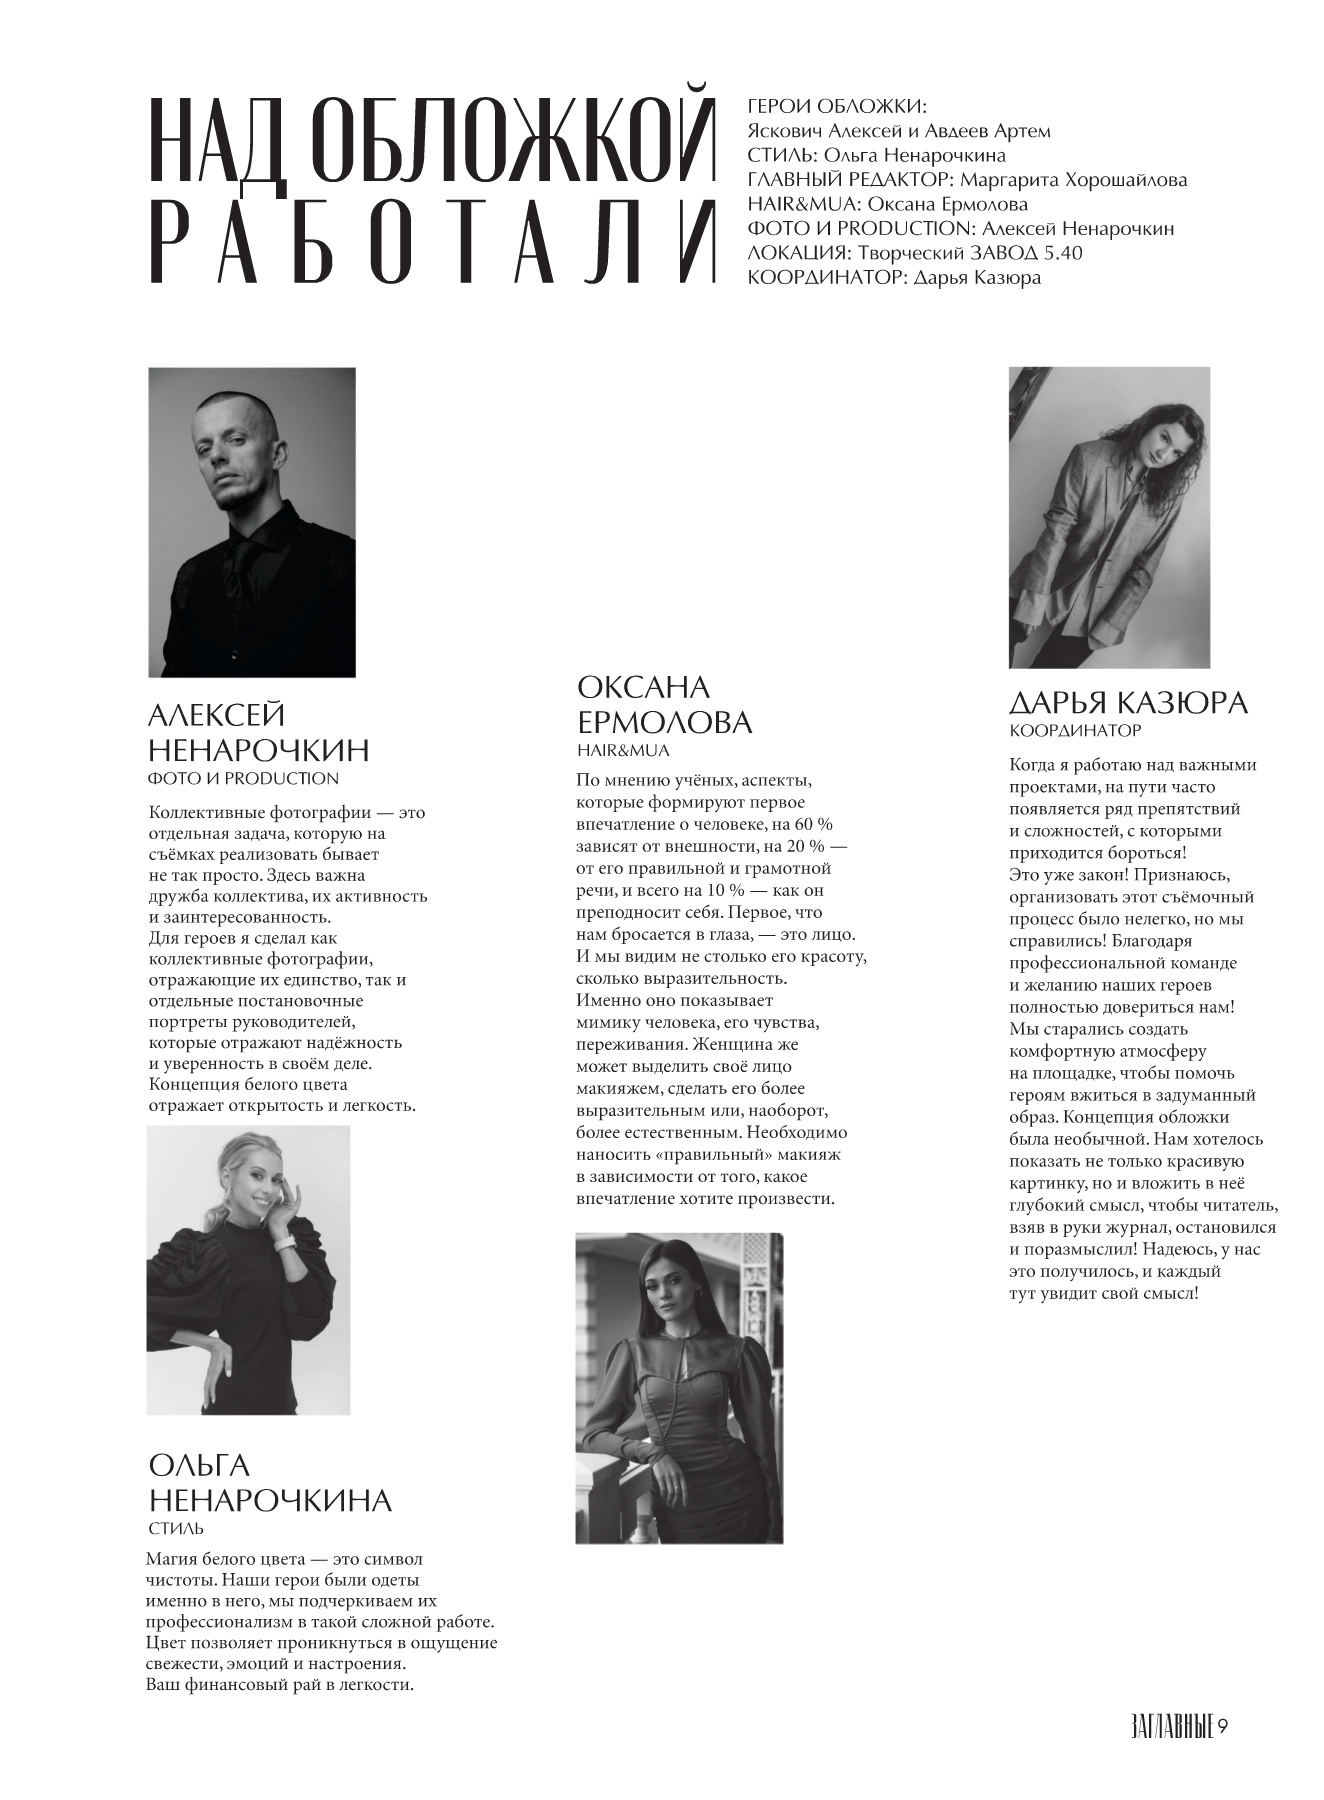 НАД ОБЛОЖКОЙ
РАБОТАЛИ
ГЕРОИ ОБЛОЖКИ:
Яскович Алексей и Авдеев Артем
СТИЛЬ: Ольга Ненарочкина
ГЛАВНЫЙ РЕДАКТОР: Маргарита Хорошайлова
HAIR&MUA: Оксана Ермолова
ФОТО И PRODUCTION: Алексей Ненарочкин
ЛОКАЦИЯ: Творческий ЗАВОД 5.40
КООРДИНАТОР: Дарья Казюра
АЛЕКСЕЙ
НЕНАРОЧКИН
ФОТО И PRODUCTION
Коллективные фотографии — это
отдельная задача, которую на
съёмках реализовать бывает
не так просто. Здесь важна
дружба коллектива, их активность
и заинтересованность.
Для героев я сделал как
коллективные фотографии,
отражающие их единство, так и
отдельные постановочные
портреты руководителей,
которые отражают надёжность
и уверенность в своём деле.
Концепция белого цвета
отражает открытость и легкость.
ОЛЬГА
НЕНАРОЧКИНА
СТИЛЬ
Магия белого цвета — это символ
чистоты. Наши герои были одеты
именно в него, мы подчеркиваем их
профессионализм в такой сложной работе.
Цвет позволяет проникнуться в ощущение
свежести, эмоций и настроения.
Ваш финансовый рай в легкости.
ОКСАНА
ЕРМОЛОВА
HAIR&MUA
По мнению учёных, аспекты,
которые формируют первое
впечатление о человеке, на 60 %
зависят от внешности, на 20 % —
от его правильной и грамотной
речи, и всего на 10 % — как он
преподносит себя. Первое, что
нам бросается в глаза, — это лицо.
И мы видим не столько его красоту,
сколько выразительность.
Именно оно показывает
мимику человека, его чувства,
переживания. Женщина же
может выделить своё лицо
макияжем, сделать его более
выразительным или, наоборот,
более естественным. Необходимо
наносить «правильный» макияж
в зависимости от того, какое
впечатление хотите произвести.
ДАРЬЯ КАЗЮРА
КООРДИНАТОР
Когда я работаю над важными
проектами, на пути часто
появляется ряд препятствий
и сложностей, с которыми
приходится бороться!
Это уже закон! Признаюсь,
организовать этот съёмочный
процесс было нелегко, но мы
справились! Благодаря
профессиональной команде
и желанию наших героев
полностью довериться нам!
Мы старались создать
комфортную атмосферу
на площадке, чтобы помочь
героям вжиться в задуманный
образ. Концепция обложки
была необычной. Нам хотелось
показать не только красивую
картинку, но и вложить в неё
глубокий смысл, чтобы читатель,
взяв в руки журнал, остановился
и поразмыслил! Надеюсь, у нас
это получилось, и каждый
тут увидит свой смысл!
ЗАГЛАВНЫЕ 9